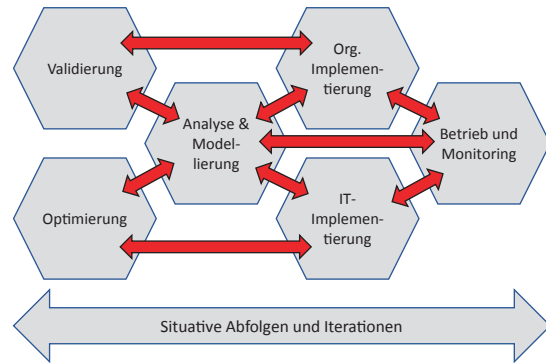 Validierung
Org.
Implemen-
tierung
Analyse &
Model-
lierung
Betrieb und
Monitoring
Optimierung
IT-
Implemen-
tierung
Situative Abfolgen und Iterationen